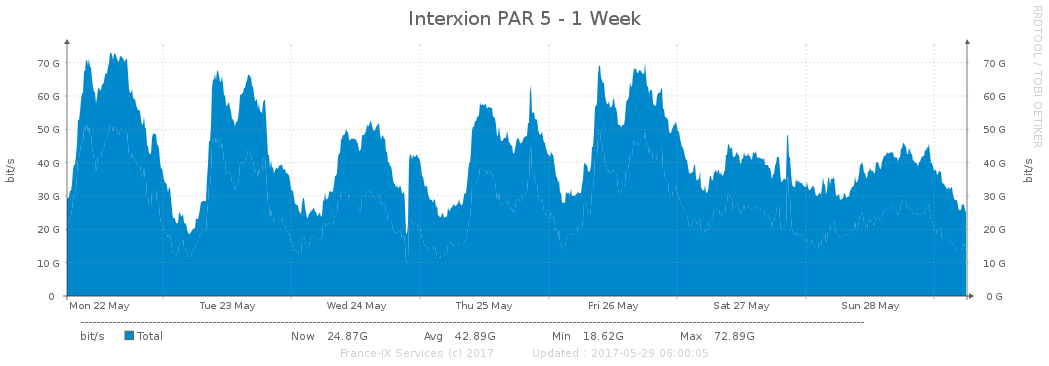 Interxion PAR 5 - 1 Week
RRDTOOL / TOBI OETIKER
bit/s
70 G 70 G
60 G 60 G
50 G 50 G
40 G 40 G
30 G 30 G
20 G 20 G
10 G 10 G
0 0 G
bit/s
Mon 22 May Tue 23 May Wed 24 May Thu 25 May Fri 26 May Sat 27 May Sun 28 May
bit/s Total Now 24.87G Avg 42.89G Min 18.62G Max 72.89G
France-IX Services (c) 2017 Updated : 2017-05-29 06:00:05